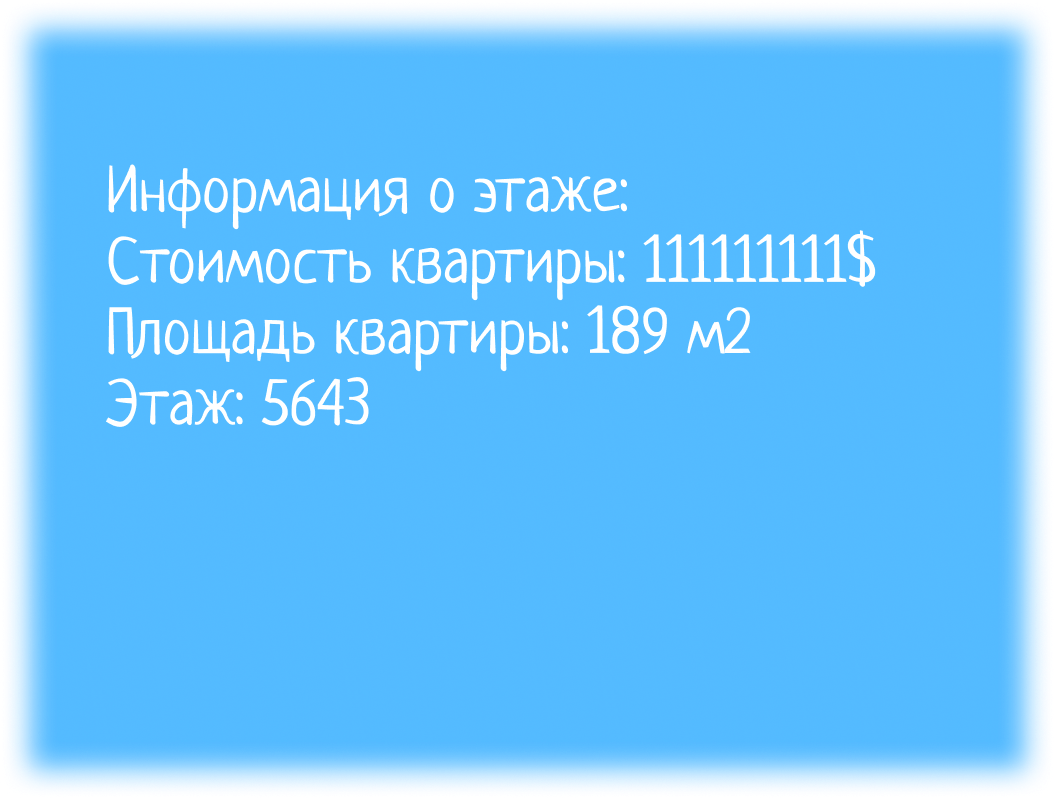 Информация о этаже:
Стоимость квартиры: 111111111$
Площадь квартиры: 189 м2
Этаж: 5643